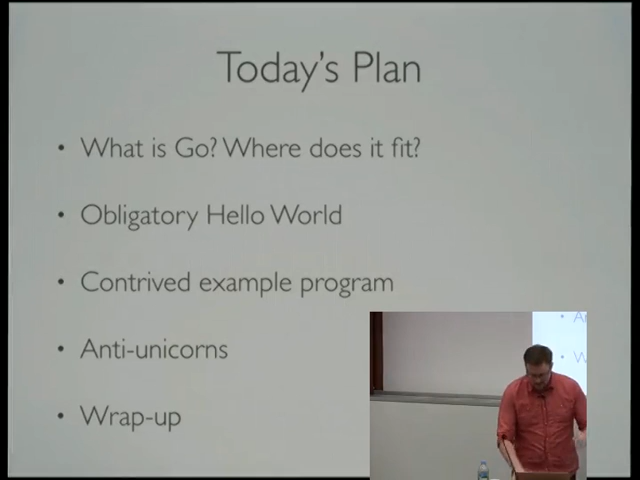 Today's Plan
• What is Go? Where does it fit?
• Obligatory Hello World
• Contrived example program
• Anti-unicorns
• Wrap-up